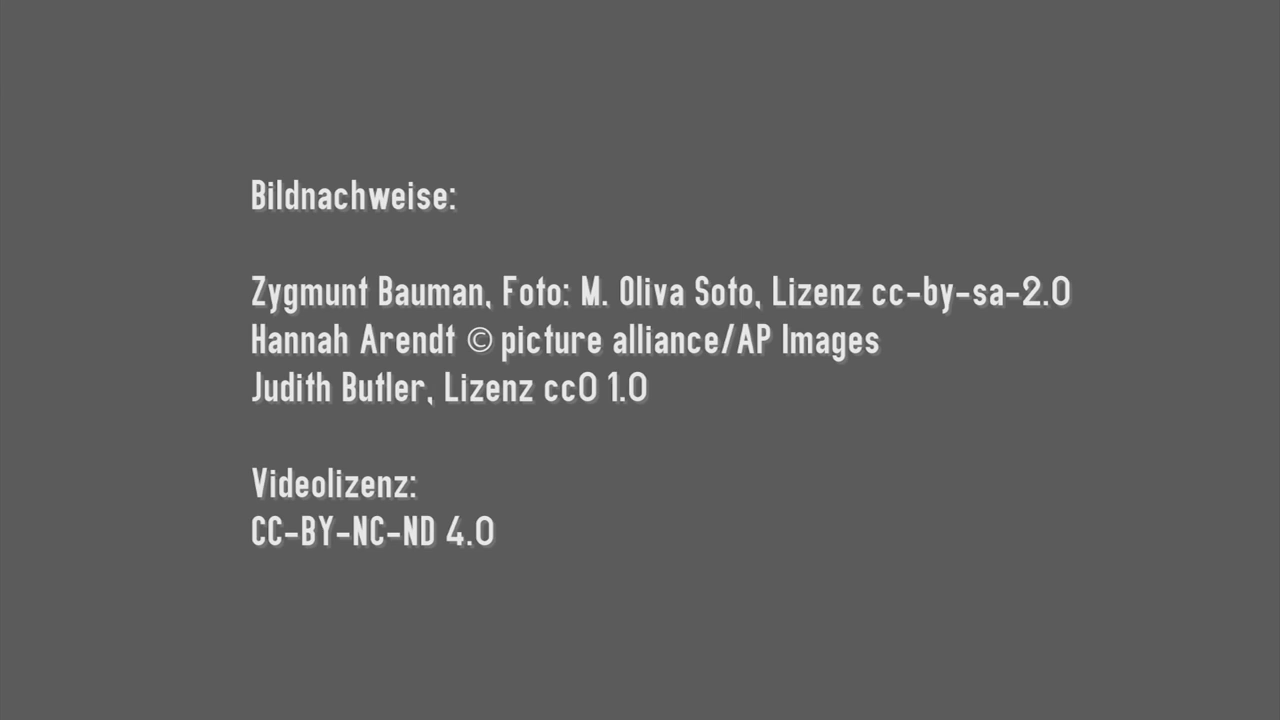 Bildnachweise:
Zygmunt Bauman, Foto: M. Oliva Soto, Lizenz cc-by-sa-2.0
Hannah Arendt © picture alliance/AP Images
Judith Butler, Lizenz cc0 1.0
Videolizenz:
CC-BY-NC-ND 4.0